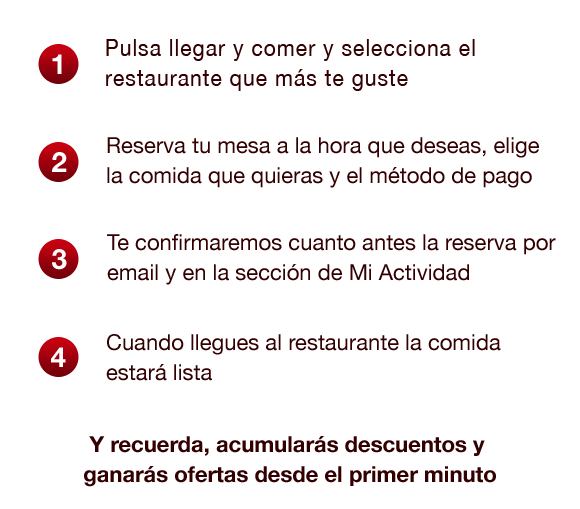 1
Pulsa llegar y comer y selecciona el
restaurante que más te guste
2
Reserva tu mesa a la hora que deseas, elige
la comida que quieras y el método de pago
3
Te confirmaremos cuanto antes la reserva por
email y en la sección de Mi Actividad
4
Cuando llegues al restaurante la comida
estará lista
Y recuerda, acumularás descuentos y
ganarás ofertas desde el primer minuto